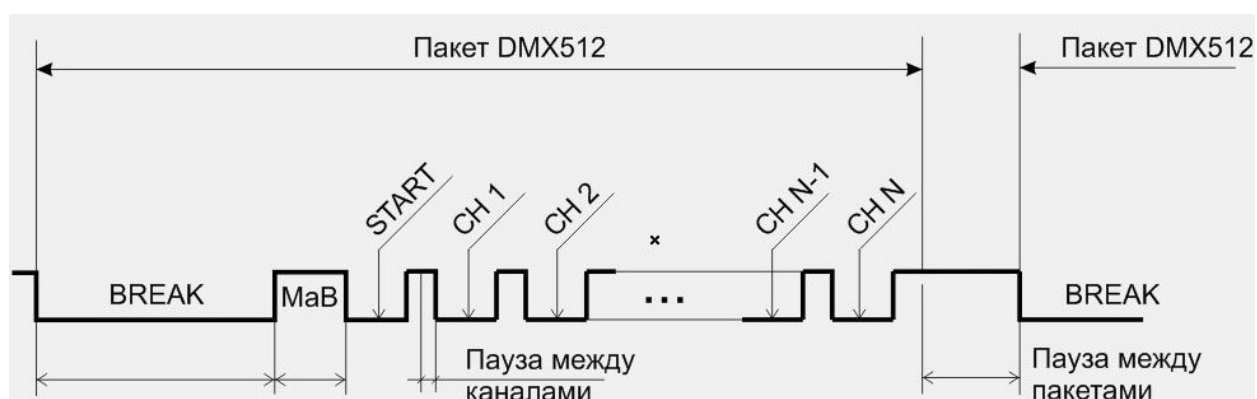 Пакет DMX512
Пакет DMX512
START
CH 1
CH 2
CH N-1
CH N
BREAK
MaB
...
BREAK
Пауза между
каналами
Пауза между
пакетами